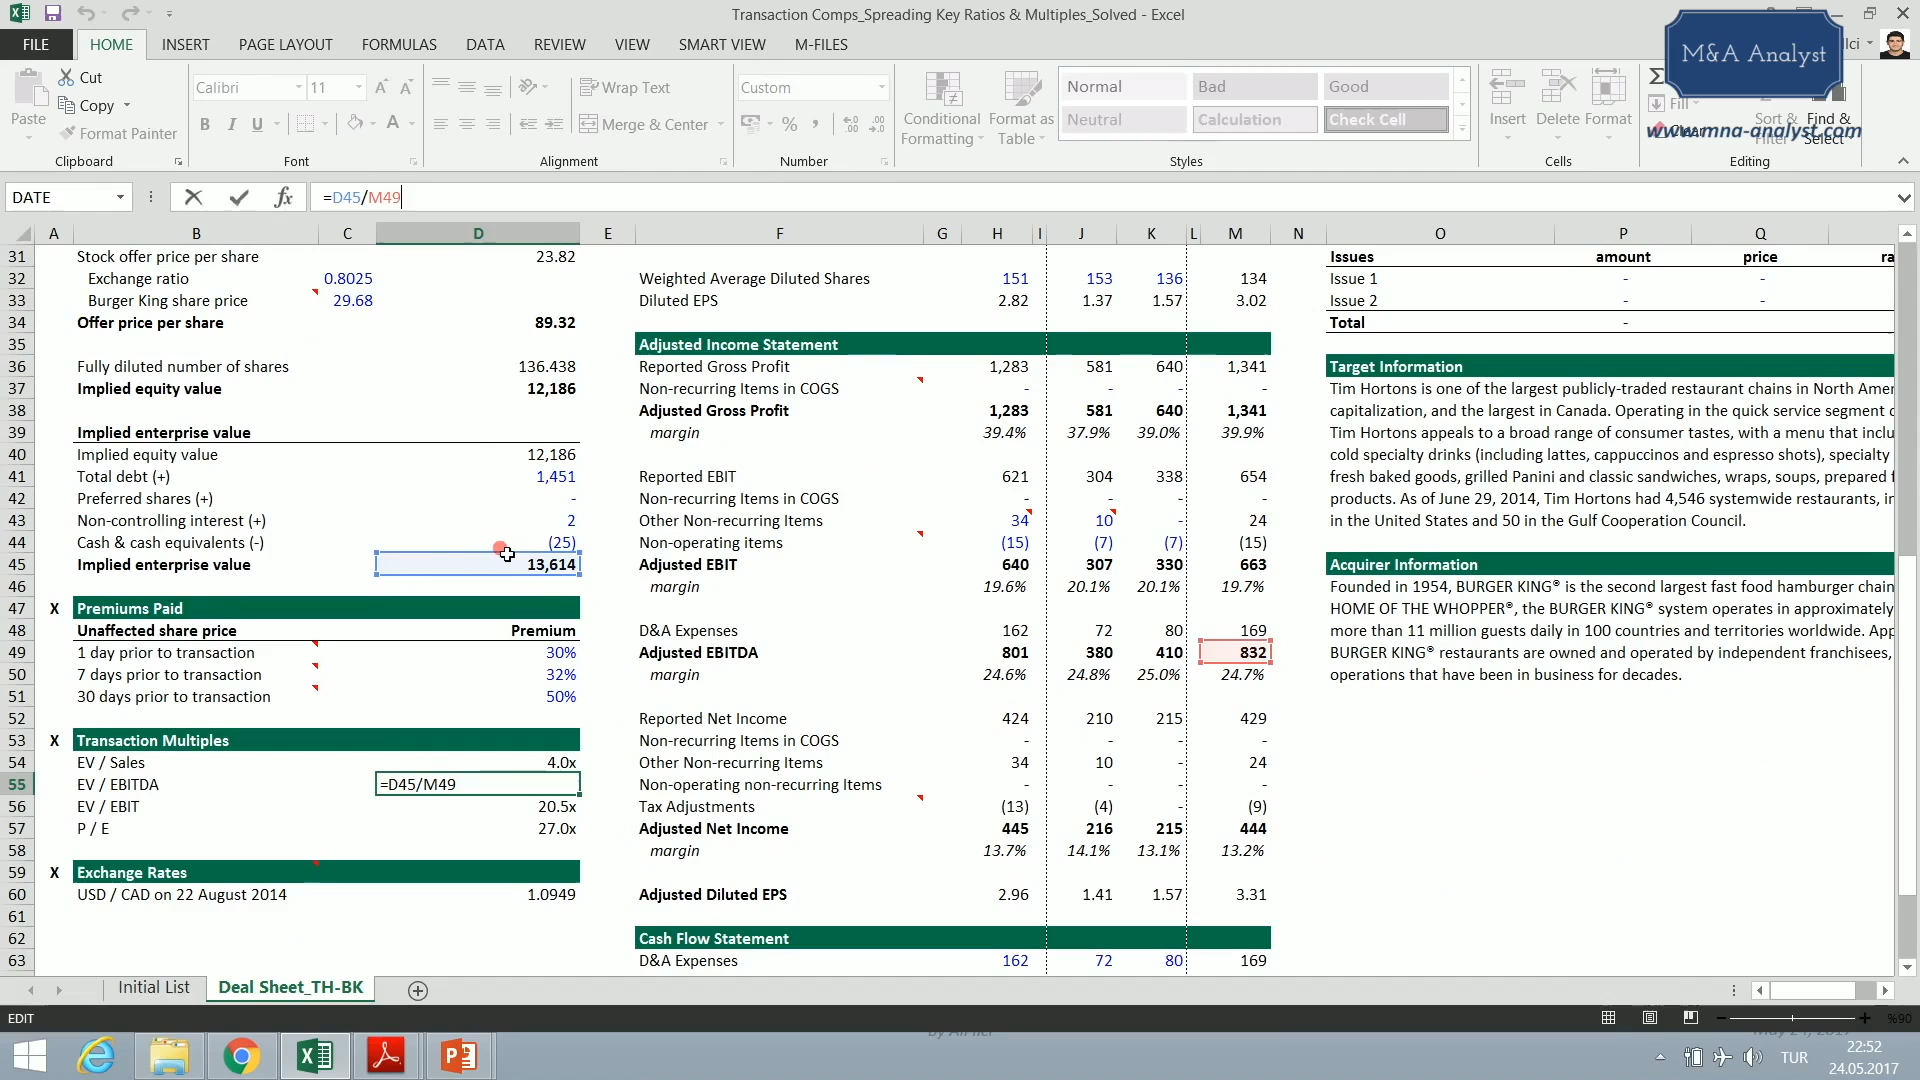 Transaction Comps_Spreading Key Ratios & Multiples_Solved - Excel
FILE HOME INSERT PAGE LAYOUT FORMULAS DATA REVIEW VIEW SMART VIEW M-FILES
M&A Analyst
www.mna-analyst.com
Cut
Copy
Format Painter
Paste
Clipboard
Calibri 11
B I U
Font
Wrap Text
Merge & Center
Alignment
Custom
Number
Conditional Formatting
Format as Table
Normal Bad Good
Neutral Calculation Check Cell
Styles
Insert Delete Format
Cells
Fill
Clear
Sort & Filter
Find & Select
Editing
DATE =D45/M49
A B C D E F G H I J K L M N O P Q
31 Stock offer price per share 23.82 Issues amount price ra
32 Exchange ratio 0.8025 Weighted Average Diluted Shares 151 153 136 134 Issue 1 - -
33 Burger King share price 29.68 Diluted EPS 2.82 1.37 1.57 3.02 Issue 2 - -
34 Offer price per share 89.32 Total -
35 Adjusted Income Statement
36 Fully diluted number of shares 136.438 Reported Gross Profit 1,283 581 640 1,341 Target Information
37 Implied equity value 12,186 Non-recurring Items in COGS - - - - Tim Hortons is one of the largest publicly-traded restaurant chains in North Amer
38 Adjusted Gross Profit 1,283 581 640 1,341 capitalization, and the largest in Canada. Operating in the quick service segment
39 Implied enterprise value margin 39.4% 37.9% 39.0% 39.9% Tim Hortons appeals to a broad range of consumer tastes, with a menu that inclu
40 Implied equity value 12,186 cold specialty drinks (including lattes, cappuccinos and espresso shots), specialty
41 Total debt (+) 1,451 Reported EBIT 621 304 338 654 fresh baked goods, grilled Panini and classic sandwiches, wraps, soups, prepared f
42 Preferred shares (+) - Non-recurring Items in COGS - - - - products. As of June 29, 2014, Tim Hortons had 4,546 systemwide restaurants, in
43 Non-controlling interest (+) 2 Other Non-recurring Items 34 10 - 24 in the United States and 50 in the Gulf Cooperation Council.
44 Cash & cash equivalents (-) (25) Non-operating items (15) (7) (7) (15)
45 Implied enterprise value 13,614 Adjusted EBIT 640 307 330 663 Acquirer Information
46 margin 19.6% 20.1% 20.1% 19.7% Founded in 1954, BURGER KING® is the second largest fast food hamburger chain
47 X Premiums Paid HOME OF THE WHOPPER®, the BURGER KING® system operates in approximately
48 Unaffected share price Premium D&A Expenses 162 72 80 169 more than 11 million guests daily in 100 countries and territories worldwide. App
49 1 day prior to transaction 30% Adjusted EBITDA 801 380 410 832 BURGER KING® restaurants are owned and operated by independent franchisees,
50 7 days prior to transaction 32% margin 24.6% 24.8% 25.0% 24.7% operations that have been in business for decades.
51 30 days prior to transaction 50%
52 Reported Net Income 424 210 215 429
53 X Transaction Multiples Non-recurring Items in COGS - - - -
54 EV / Sales 4.0x Other Non-recurring Items 34 10 - 24
55 EV / EBITDA =D45/M49 Non-operating non-recurring Items - - - -
56 EV / EBIT 20.5x Tax Adjustments (13) (4) - (9)
57 P / E 27.0x Adjusted Net Income 445 216 215 444
58 margin 13.7% 14.1% 13.1% 13.2%
59 X Exchange Rates
60 USD / CAD on 22 August 2014 1.0949 Adjusted Diluted EPS 2.96 1.41 1.57 3.31
61
62 Cash Flow Statement
63 D&A Expenses 162 72 80 169
Initial List Deal Sheet_TH-BK
EDIT %90
TUR 22:52
24.05.2017